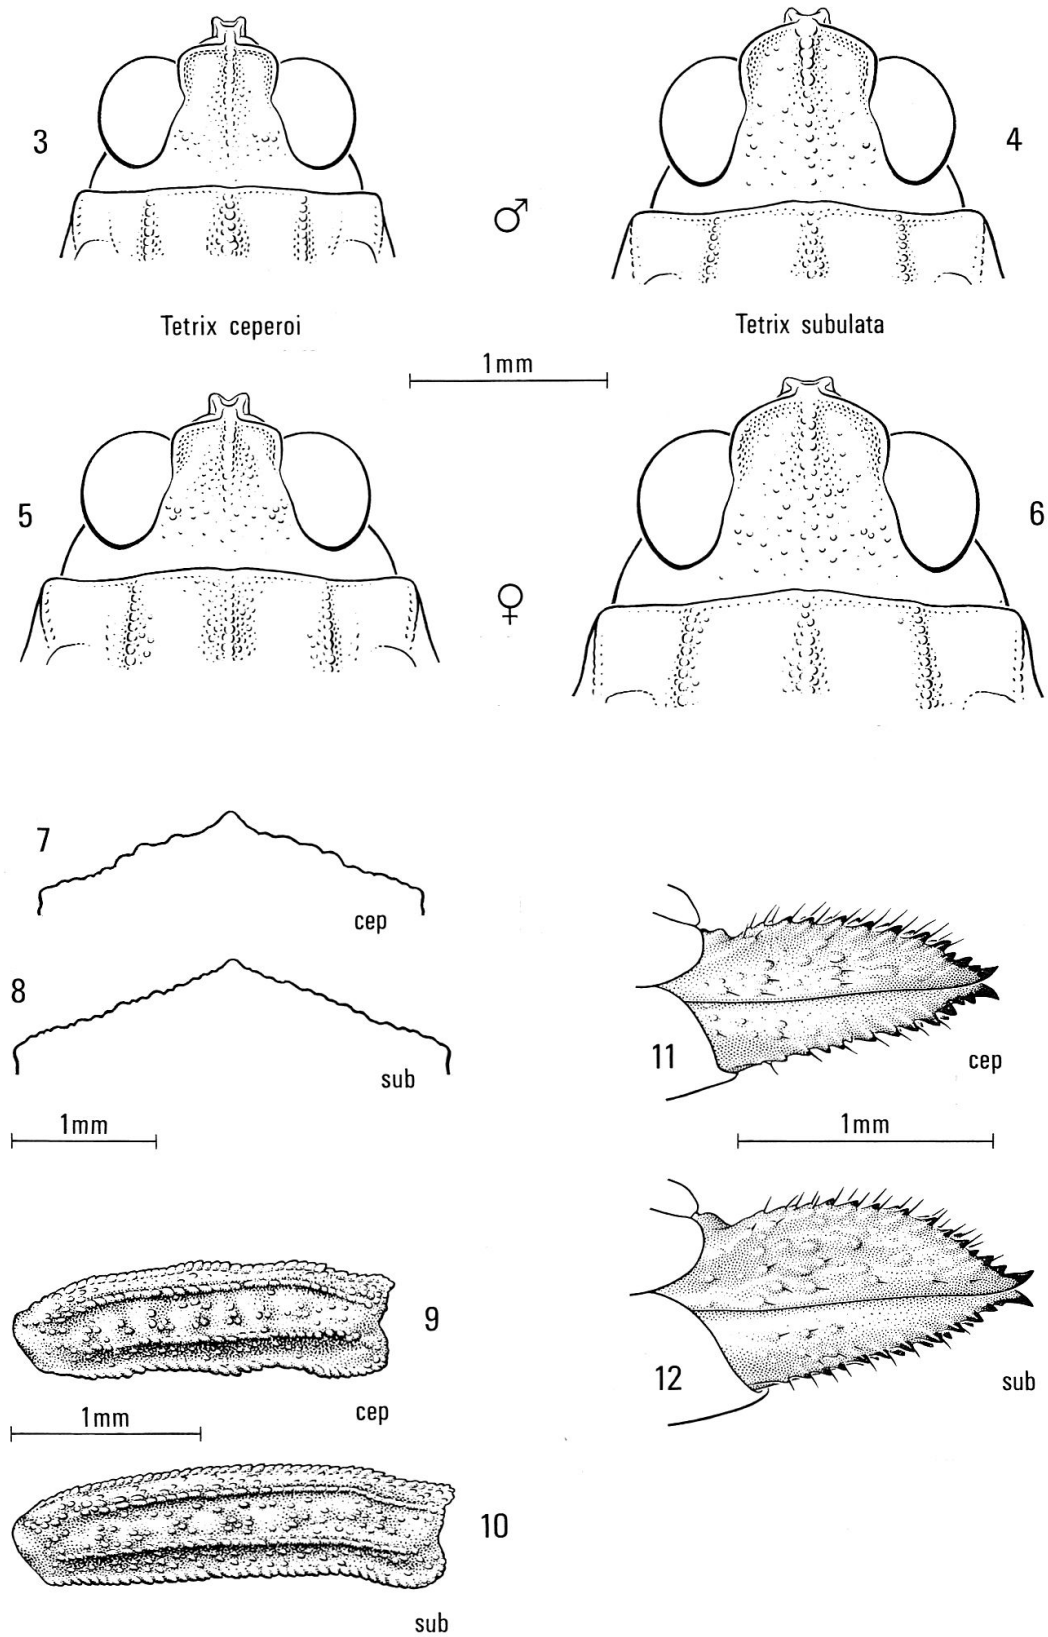 3
4
♂
Tetrix ceperoi
Tetrix subulata
1mm
5
6
♀
7
cep
8
sub
11
cep
1mm
1mm
9
cep
12
sub
1mm
10
sub